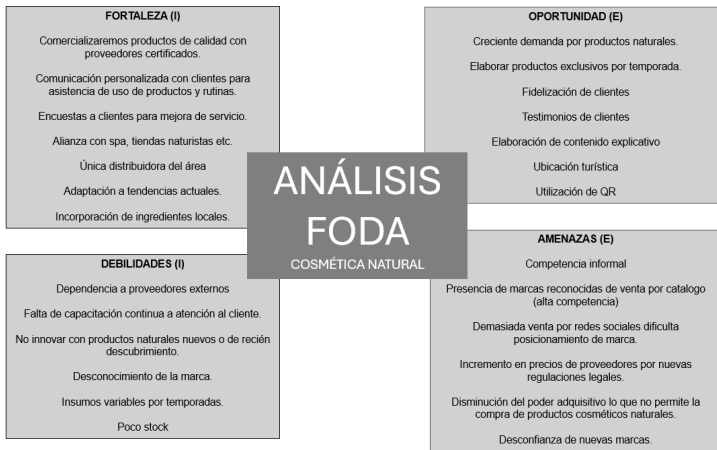 FORTALEZA (I)
Comercializaremos productos de calidad con
proveedores certificados.
Comunicación personalizada con clientes para
asistencia de uso de productos y rutinas.
Encuestas a clientes para mejora de servicio.
Alianza con spa, tiendas naturistas etc.
Única distribuidora del área
Adaptación a tendencias actuales.
Incorporación de ingredientes locales.
OPORTUNIDAD (E)
Creciente demanda por productos naturales.
Elaborar productos exclusivos por temporada.
Fidelización de clientes
Testimonios de clientes
Elaboración de contenido explicativo
Ubicación turística
Utilización de QR
ANÁLISIS
FODA
COSMÉTICA NATURAL
DEBILIDADES (I)
Dependencia a proveedores externos
Falta de capacitación continua a atención al cliente.
No innovar con productos naturales nuevos o de recién
descubrimiento.
Desconocimiento de la marca.
Insumos variables por temporadas.
Poco stock
AMENAZAS (E)
Competencia informal
Presencia de marcas reconocidas de venta por catalogo
(alta competencia)
Demasiada venta por redes sociales dificulta
posicionamiento de marca.
Incremento en precios de proveedores por nuevas
regulaciones legales.
Disminución del poder adquisitivo lo que no permite la
compra de productos cosméticos naturales.
Desconfianza de nuevas marcas.